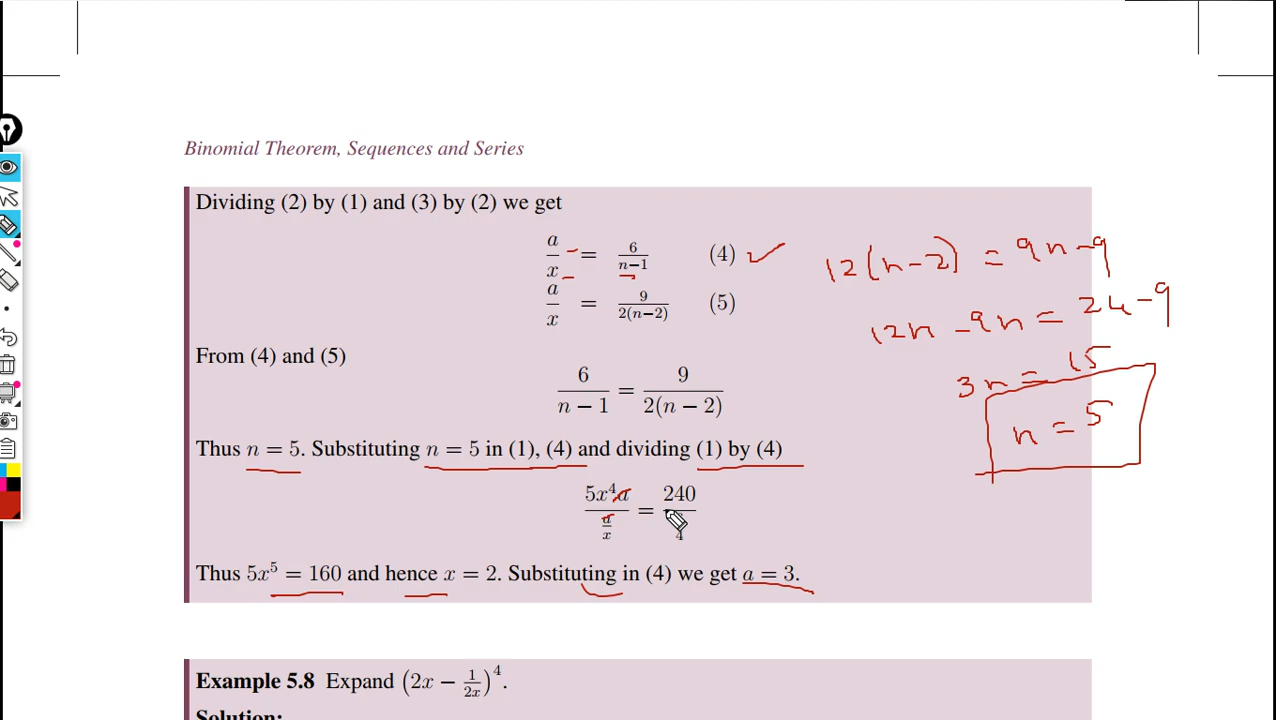 Binomial Theorem, Sequences and Series
Dividing (2) by (1) and (3) by (2) we get
a/x = 6/(n−1) (4)
a/x = 9/(2(n−2)) (5)
12(n−2) = 9n−9
12n −9n = 24−9
3n = 15
n = 5
From (4) and (5)
6/(n − 1) = 9/(2(n − 2))
Thus n = 5. Substituting n = 5 in (1), (4) and dividing (1) by (4)
5x⁴a/(a/x) = 240/
4
Thus 5x⁵ = 160 and hence x = 2. Substituting in (4) we get a = 3.
Example 5.8 Expand (2x − 1/2x)⁴.
Solution: